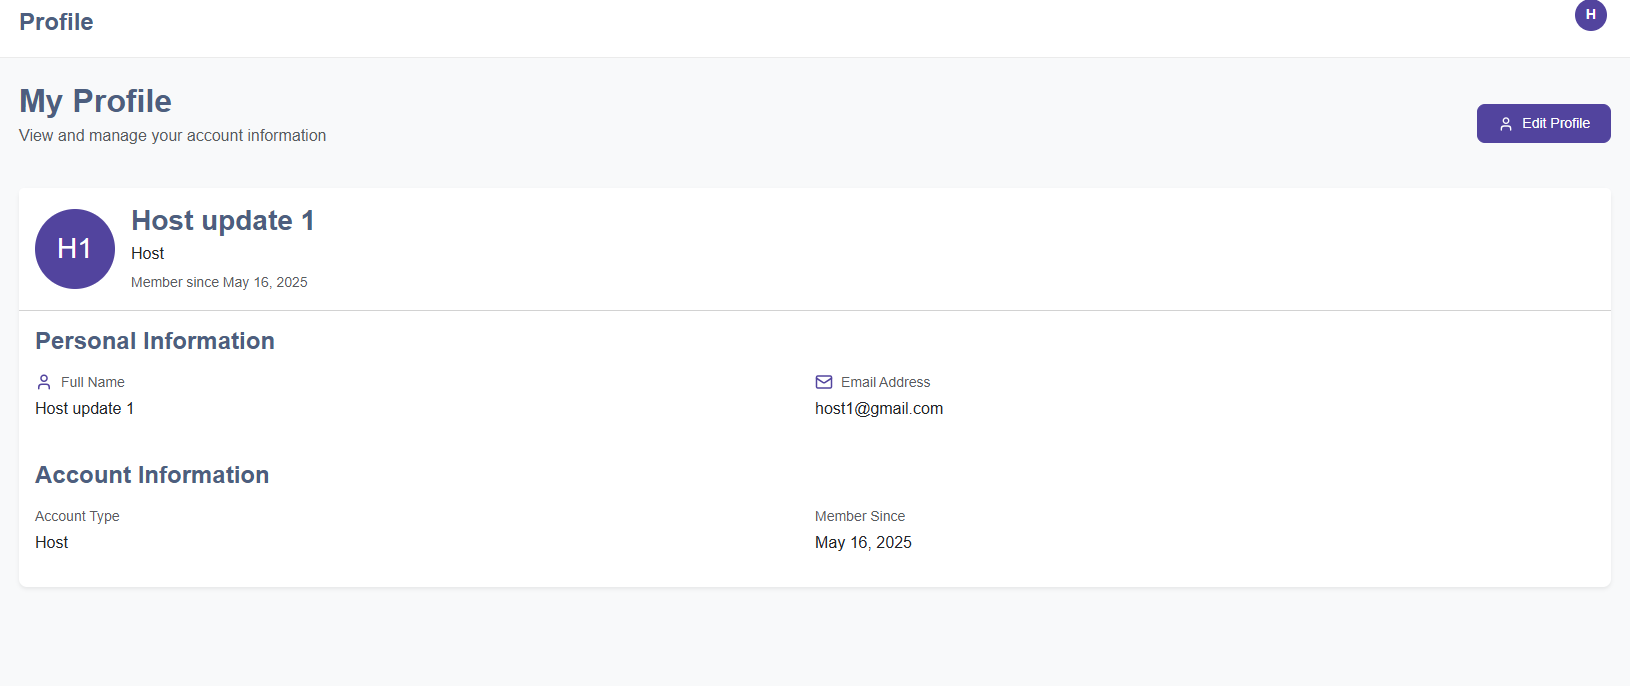 Profile
H
My Profile
View and manage your account information
Edit Profile
H1
Host update 1
Host
Member since May 16, 2025
Personal Information
Full Name
Email Address
Host update 1
host1@gmail.com
Account Information
Account Type
Member Since
Host
May 16, 2025